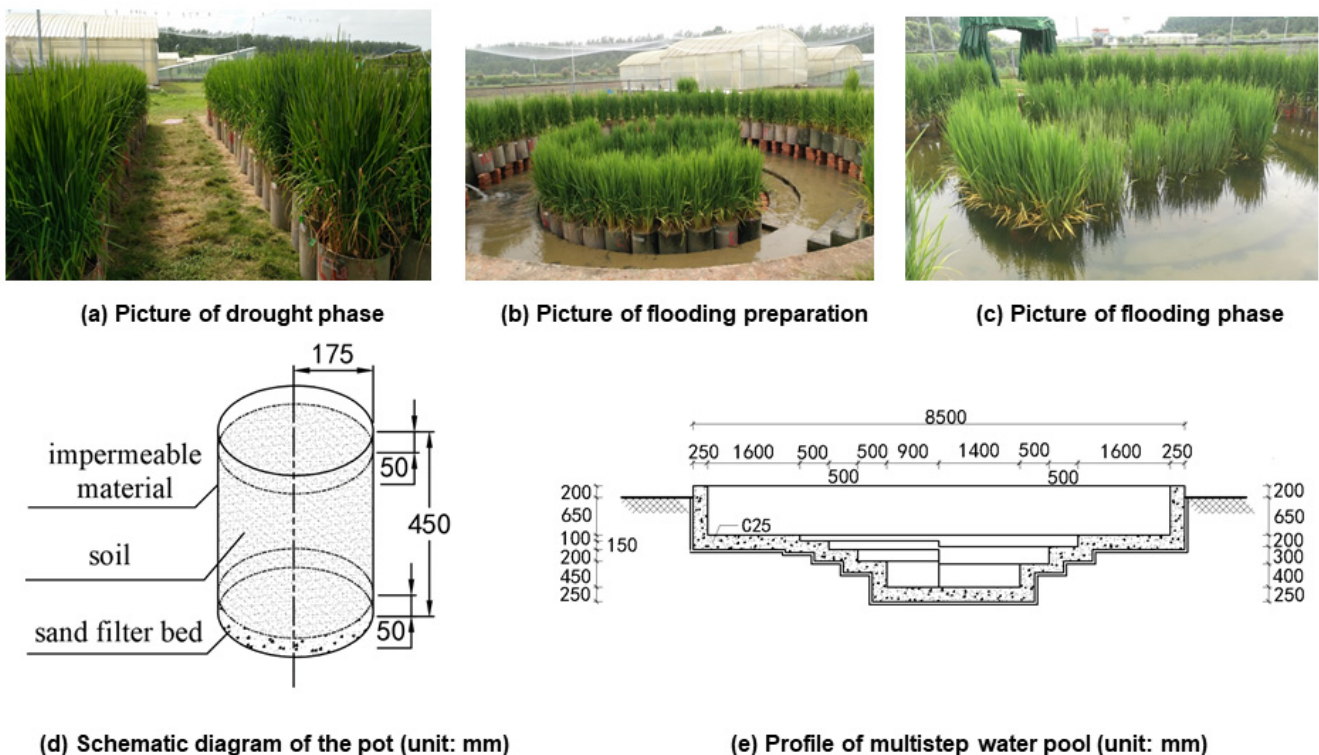 (a) Picture of drought phase
(b) Picture of flooding preparation
(c) Picture of flooding phase
175
impermeable
material
50
soil
450
sand filter bed
50
8500
250 1600 500 500 900 1400 500 1600 250
500 500
200
650
100
150
200
450
250
C25
200
650
200
300
400
250
(d) Schematic diagram of the pot (unit: mm)
(e) Profile of multistep water pool (unit: mm)